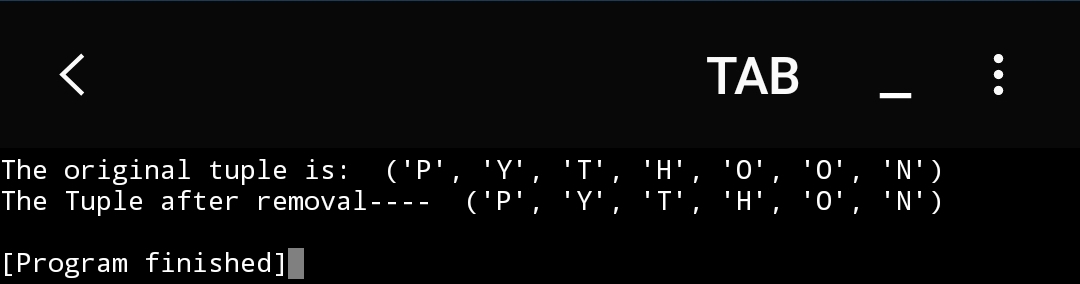 TAB _
The original tuple is:  ('P', 'Y', 'T', 'H', 'O', 'O', 'N')
The Tuple after removal----  ('P', 'Y', 'T', 'H', 'O', 'N')
[Program finished]